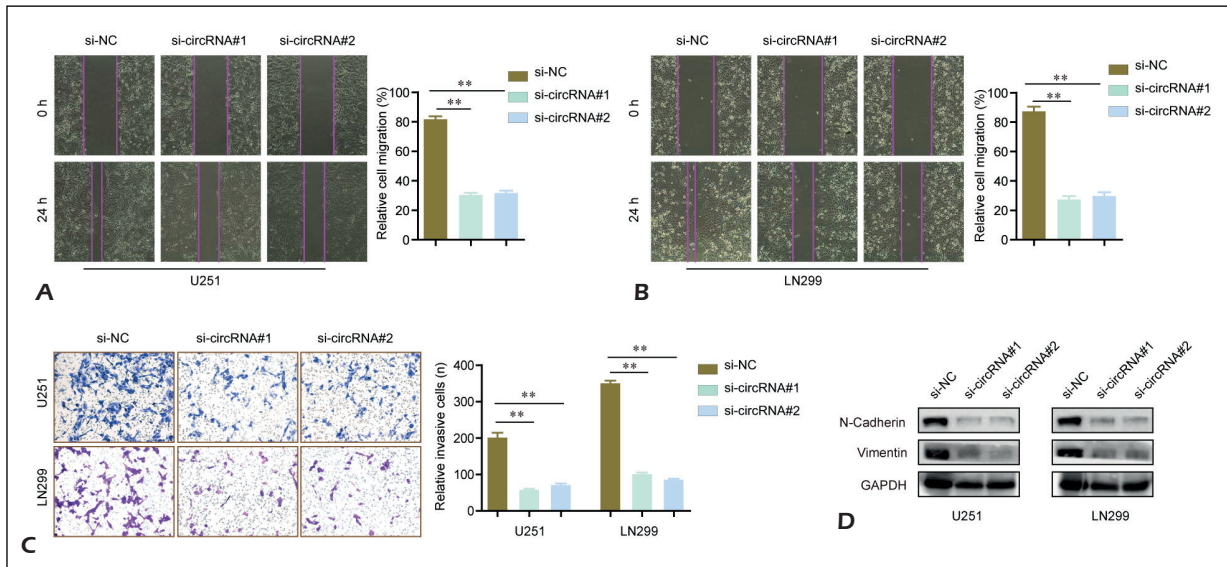 si-NC si-circRNA#1 si-circRNA#2
0 h
24 h
U251
Relative cell migration (%)
100
80
60
40
20
0
**
**
si-NC
si-circRNA#1
si-circRNA#2
A
si-NC si-circRNA#1 si-circRNA#2
0 h
24 h
LN299
Relative cell migration (%)
100
80
60
40
20
0
**
**
si-NC
si-circRNA#1
si-circRNA#2
B
si-NC si-circRNA#1 si-circRNA#2
U251
LN299
Relative invasive cells (n)
400
300
200
100
0
**
**
**
**
U251 LN299
si-NC
si-circRNA#1
si-circRNA#2
C
si-NC si-circRNA#1 si-circRNA#2 si-NC si-circRNA#1 si-circRNA#2
N-Cadherin
Vimentin
GAPDH
U251 LN299
D